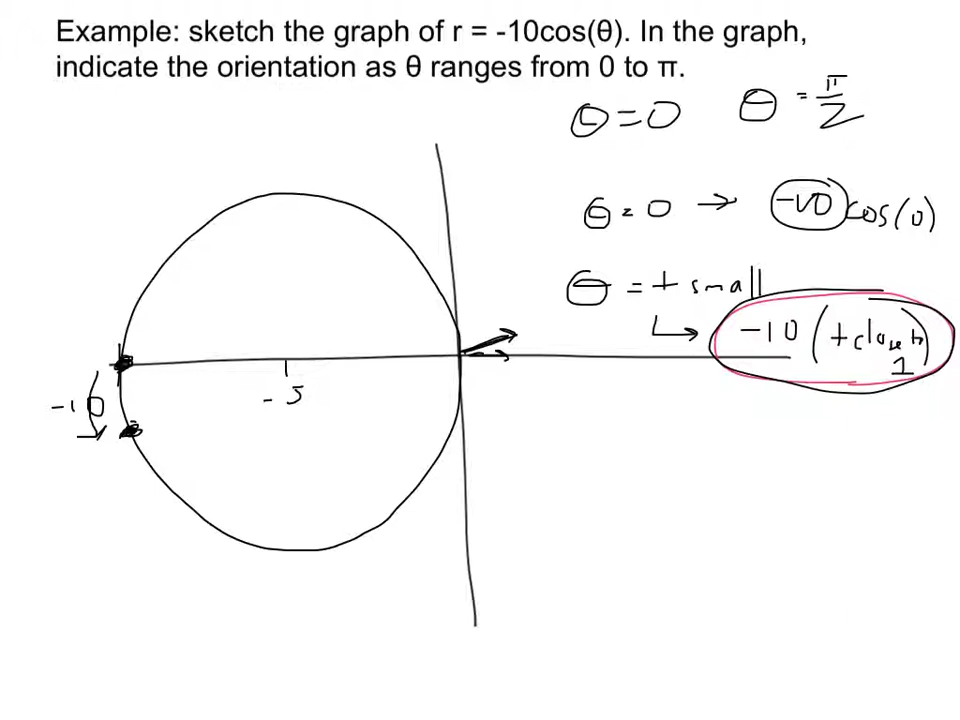 Example: sketch the graph of r = -10cos(θ). In the graph,
indicate the orientation as θ ranges from 0 to π.
θ=0 θ = π/2
θ = 0 → -10 cos(0)
θ = + small
↳ -10 (+close to 1)
-10
-5